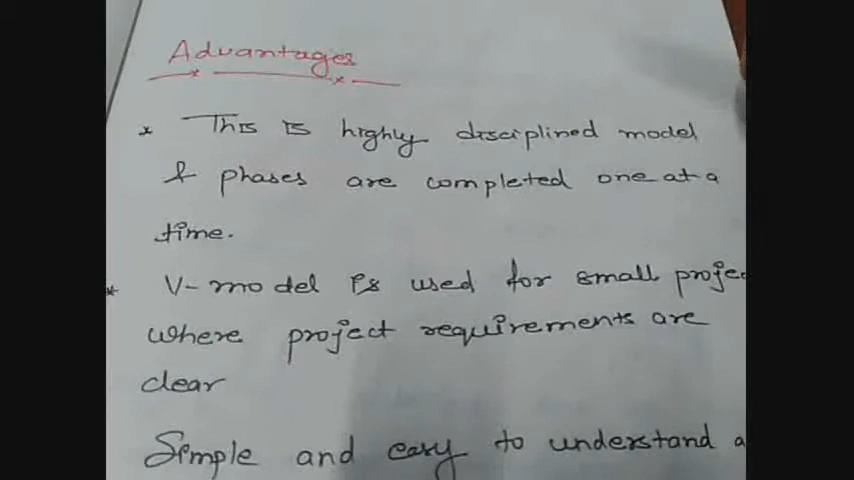 Advantages
* This is highly disciplined model
& phases are completed one at a
time.
* V-model is used for small projec
where project requirements are
clear
Simple and easy to understand a